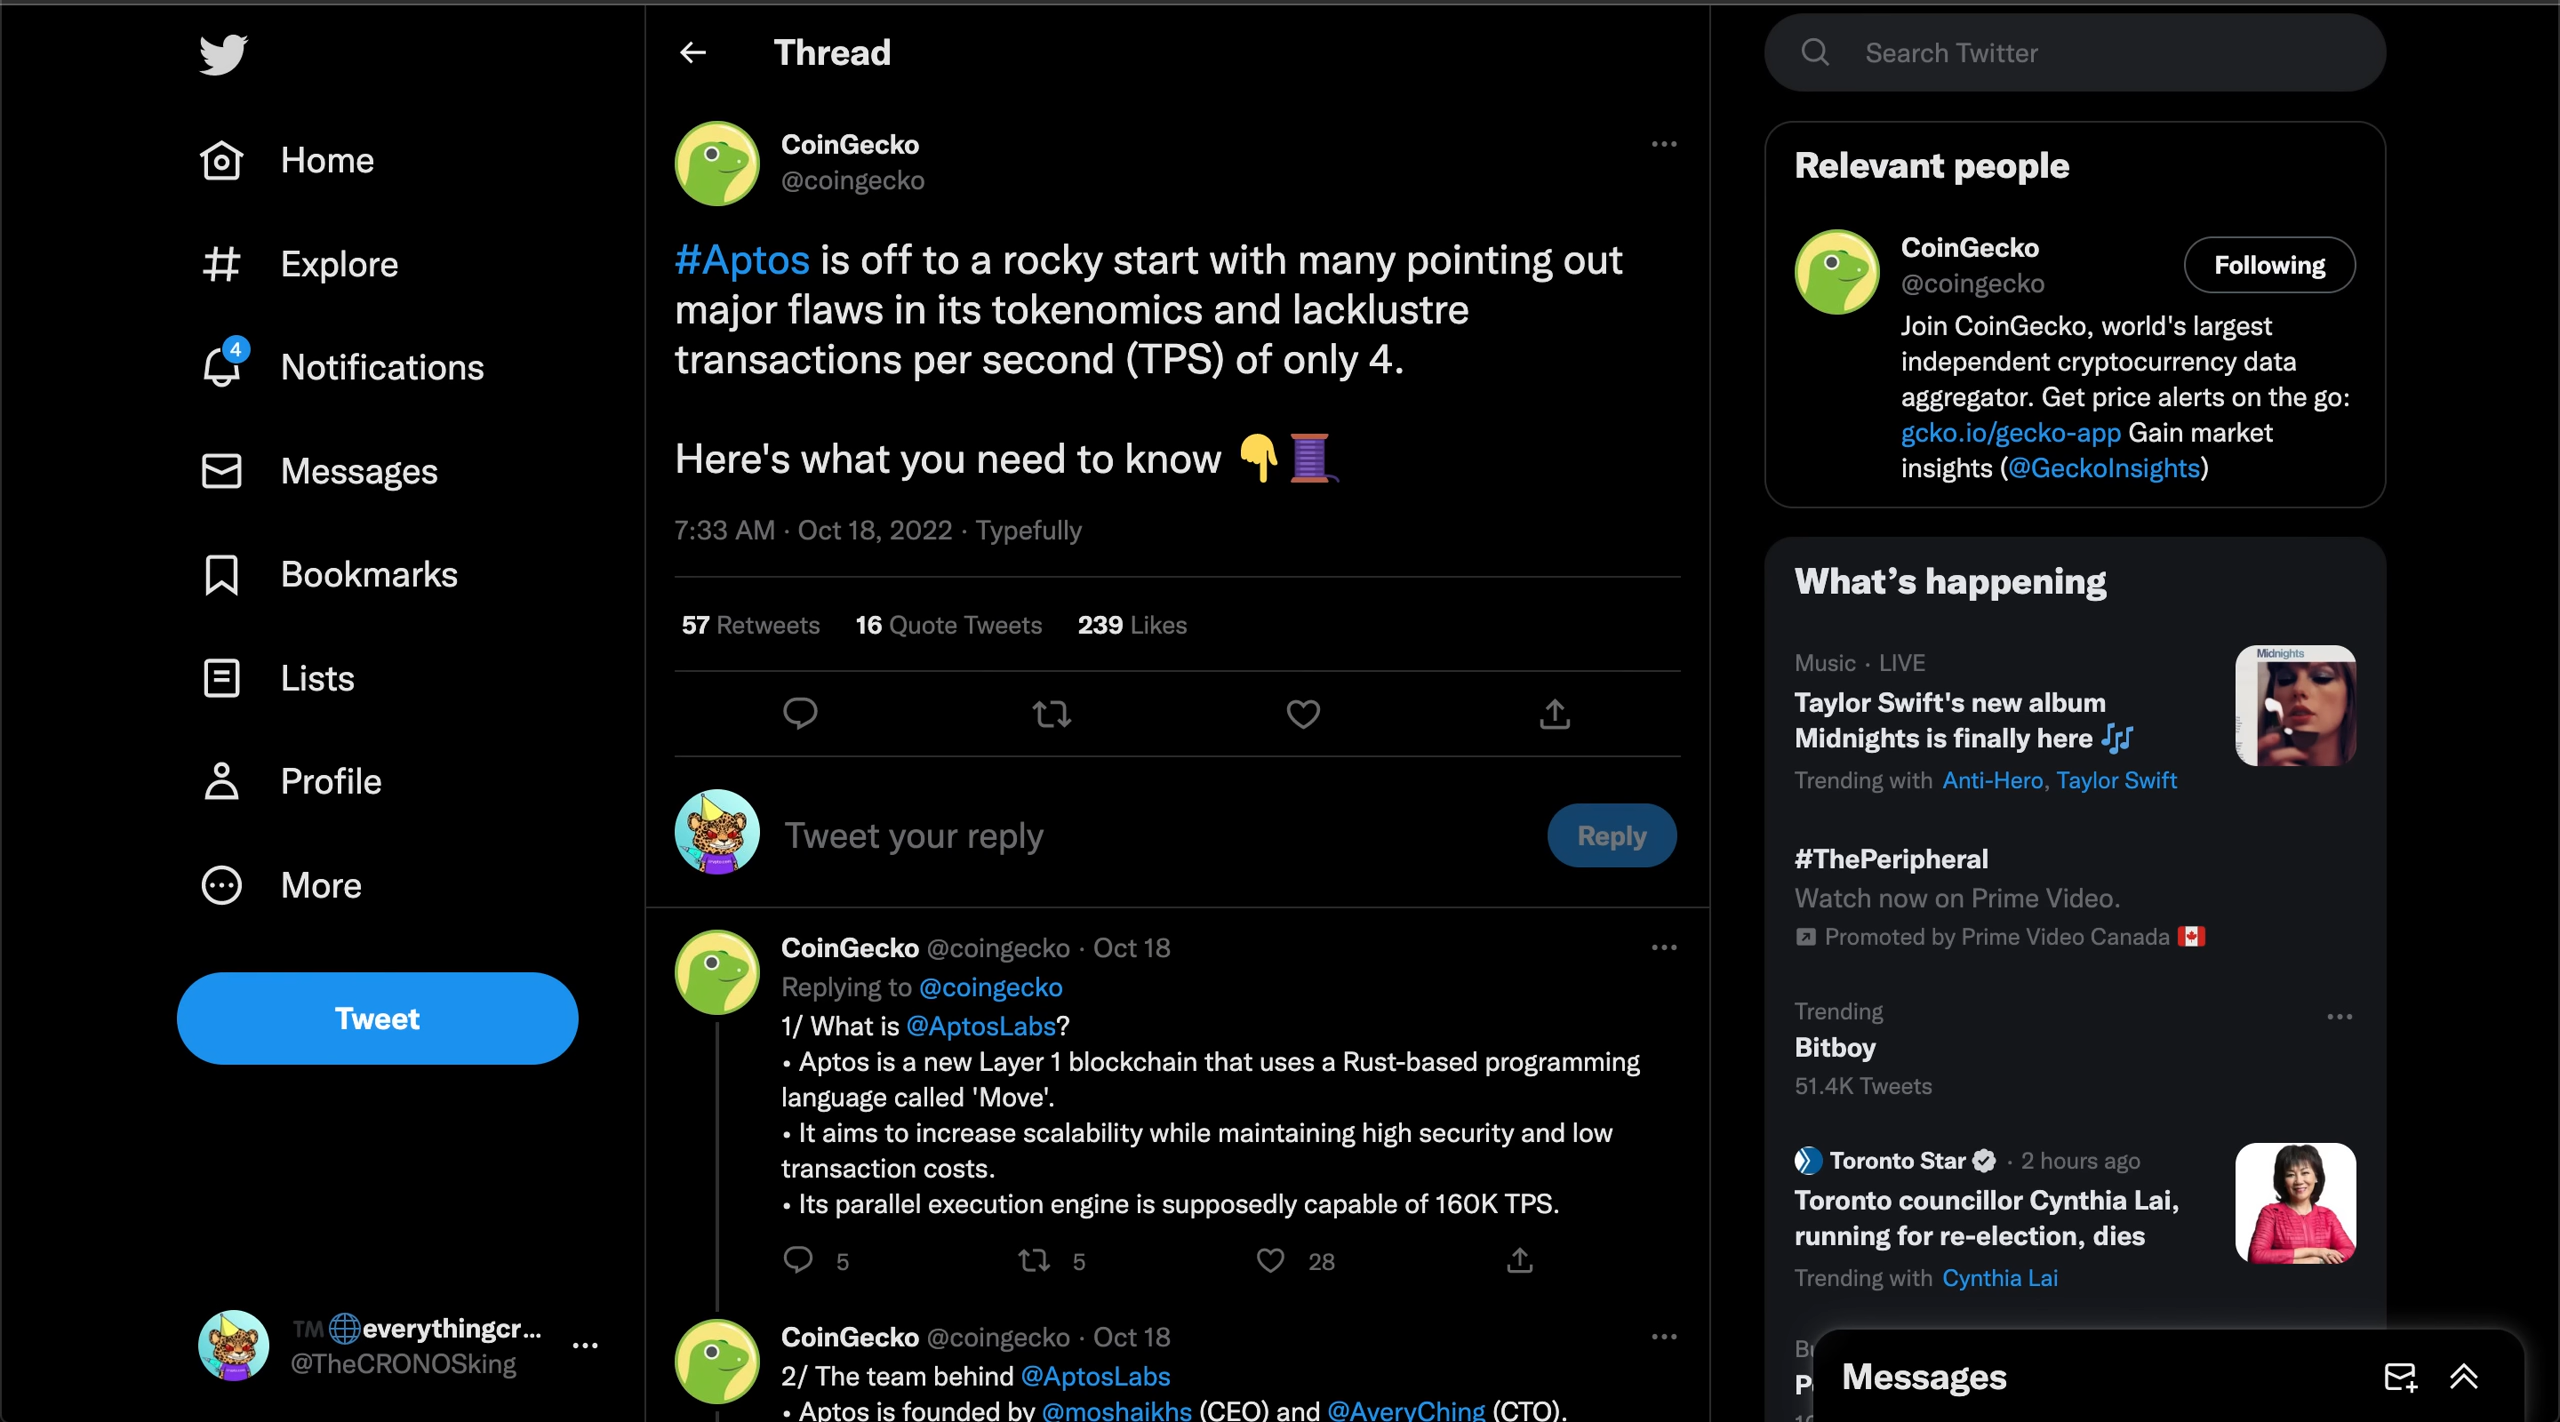 Home
Explore
4
Notifications
Messages
Bookmarks
Lists
Profile
More
Tweet
TM🌐everythingcr...
@TheCRONOSking
Thread
CoinGecko
@coingecko
#Aptos is off to a rocky start with many pointing out
major flaws in its tokenomics and lacklustre
transactions per second (TPS) of only 4.
Here's what you need to know 👇🧵
7:33 AM · Oct 18, 2022 · Typefully
57 Retweets 16 Quote Tweets 239 Likes
Tweet your reply
Reply
CoinGecko @coingecko · Oct 18
Replying to @coingecko
1/ What is @AptosLabs?
• Aptos is a new Layer 1 blockchain that uses a Rust-based programming
language called 'Move'.
• It aims to increase scalability while maintaining high security and low
transaction costs.
• Its parallel execution engine is supposedly capable of 160K TPS.
5 5 28
CoinGecko @coingecko · Oct 18
2/ The team behind @AptosLabs
• Aptos is founded by @moshaikhs (CEO) and @AveryChing (CTO).
Search Twitter
Relevant people
CoinGecko
@coingecko
Following
Join CoinGecko, world's largest
independent cryptocurrency data
aggregator. Get price alerts on the go:
gcko.io/gecko-app Gain market
insights (@GeckoInsights)
What’s happening
Music · LIVE
Taylor Swift's new album
Midnights is finally here 🎶
Trending with Anti-Hero, Taylor Swift
Midnights
#ThePeripheral
Watch now on Prime Video.
Promoted by Prime Video Canada 🇨🇦
Trending
Bitboy
51.4K Tweets
Toronto Star · 2 hours ago
Toronto councillor Cynthia Lai,
running for re-election, dies
Trending with Cynthia Lai
Messages